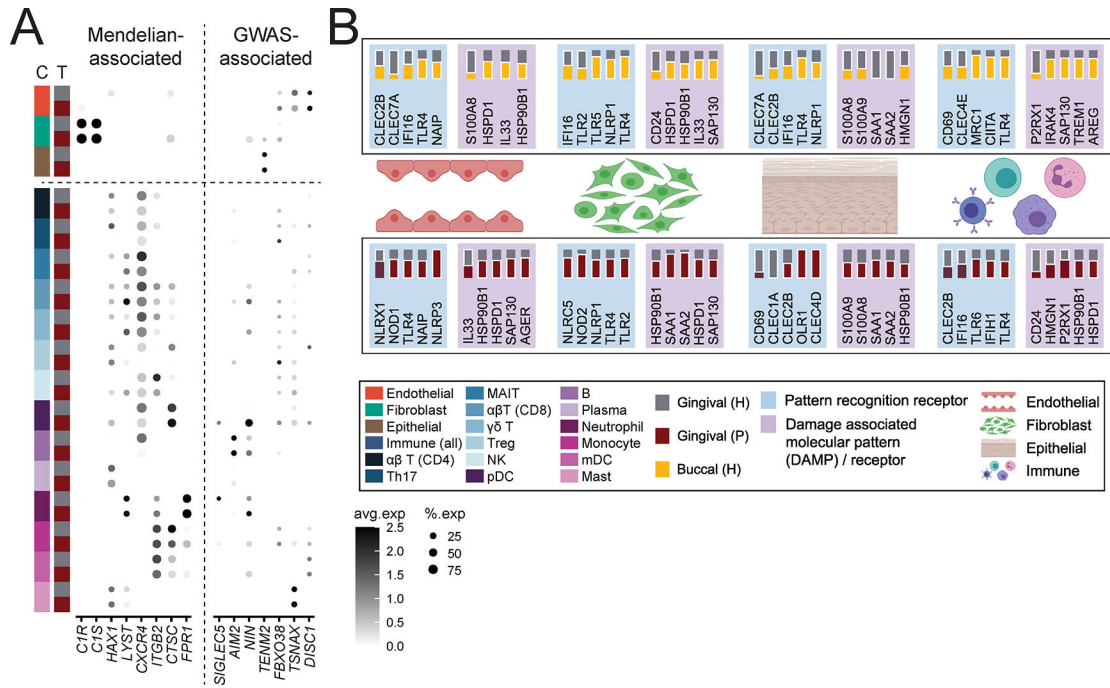 A
Mendelian-
associated
GWAS-
associated
C T
C1R
C1S
HAX1
LYST
CXCR4
ITGB2
CTSC
FPR1
SIGLEC5
AIM2
NIN
TENM2
FBXO38
TSNAX
DISC1
B
CLEC2B
CLEC7A
IFI16
TLR4
NAIP
S100A8
HSPD1
IL33
HSP90B1
IFI16
TLR2
TLR5
NLRP1
TLR4
CD24
HSPD1
HSP90B1
IL33
SAP130
CLEC7A
CLEC2B
IFI16
TLR4
NLRP1
S100A8
S100A9
SAA1
SAA2
HMGN1
CD69
CLEC4E
MRC1
CIITA
TLR4
P2RX1
IRAK4
SAP130
TREM1
AREG
NLRX1
NOD1
TLR4
NAIP
NLRP3
IL33
HSP90B1
HSPD1
SAP130
AGER
NLRC5
NOD2
NLRP1
TLR4
TLR2
HSP90B1
SAA1
SAA2
HSPD1
SAP130
CD69
CLEC1A
CLEC2B
OLR1
CLEC4D
S100A9
S100A8
SAA1
SAA2
HSP90B1
CLEC2B
IFI16
TLR6
IFIH1
TLR4
CD24
HMGN1
P2RX1
HSP90B1
HSPD1
Endothelial
Fibroblast
Epithelial
Immune (all)
αβ T (CD4)
Th17
MAIT
αβT (CD8)
γδ T
Treg
NK
pDC
B
Plasma
Neutrophil
Monocyte
mDC
Mast
Gingival (H)
Gingival (P)
Buccal (H)
Pattern recognition receptor
Damage associated
molecular pattern
(DAMP) / receptor
Endothelial
Fibroblast
Epithelial
Immune
avg.exp
2.5
2.0
1.5
1.0
0.5
0.0
%.exp
25
50
75